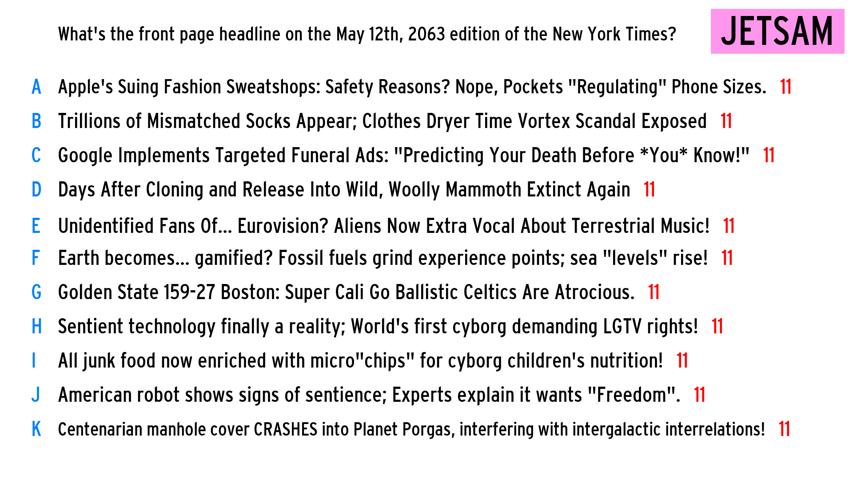 What's the front page headline on the May 12th, 2063 edition of the New York Times?
JETSAM
A Apple's Suing Fashion Sweatshops: Safety Reasons? Nope, Pockets "Regulating" Phone Sizes. 11
B Trillions of Mismatched Socks Appear; Clothes Dryer Time Vortex Scandal Exposed 11
C Google Implements Targeted Funeral Ads: "Predicting Your Death Before *You* Know!" 11
D Days After Cloning and Release Into Wild, Woolly Mammoth Extinct Again 11
E Unidentified Fans Of... Eurovision? Aliens Now Extra Vocal About Terrestrial Music! 11
F Earth becomes... gamified? Fossil fuels grind experience points; sea "levels" rise! 11
G Golden State 159-27 Boston: Super Cali Go Ballistic Celtics Are Atrocious. 11
H Sentient technology finally a reality; World's first cyborg demanding LGTV rights! 11
I All junk food now enriched with micro"chips" for cyborg children's nutrition! 11
J American robot shows signs of sentience; Experts explain it wants "Freedom". 11
K Centenarian manhole cover CRASHES into Planet Porgas, interfering with intergalactic interrelations! 11